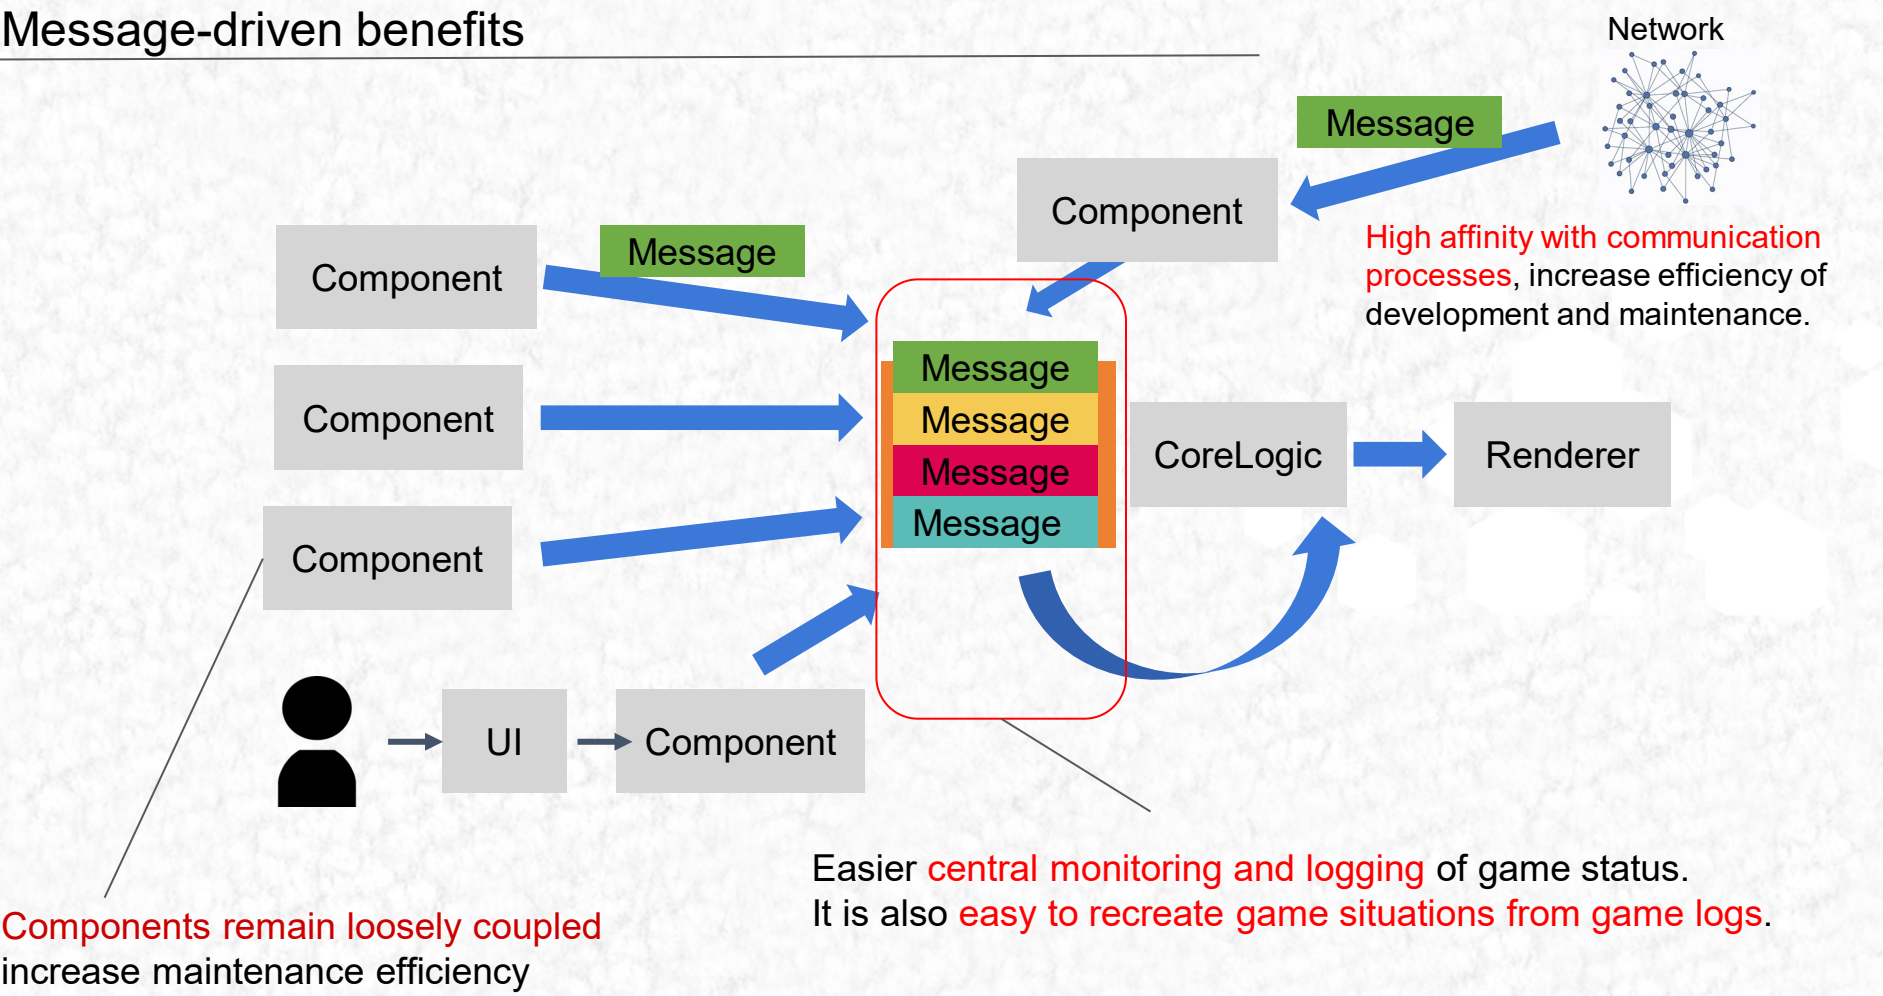 Message-driven benefits
Network
Message
Component
High affinity with communication
processes, increase efficiency of
development and maintenance.
Component
Message
Component
Component
Message
Message
Message
Message
CoreLogic
Renderer
UI
Component
Easier central monitoring and logging of game status.
It is also easy to recreate game situations from game logs.
Components remain loosely coupled
increase maintenance efficiency